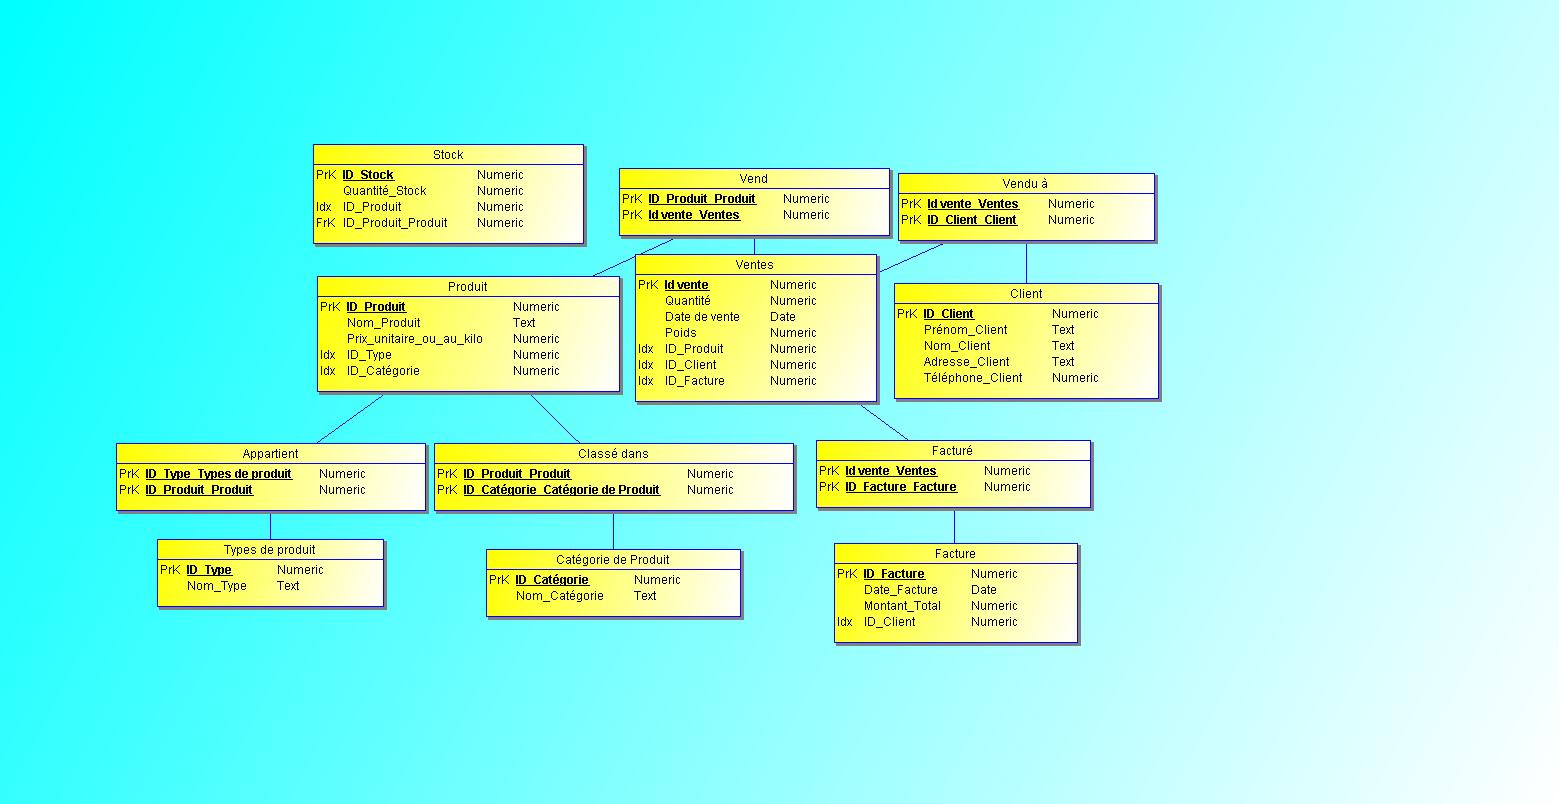 Stock
PrK ID_Stock Numeric
Quantité_Stock Numeric
Idx ID_Produit Numeric
FrK ID_Produit_Produit Numeric
Vend
PrK ID_Produit_Produit Numeric
PrK Id vente_Ventes Numeric
Vendu à
PrK Id vente_Ventes Numeric
PrK ID_Client_Client Numeric
Produit
PrK ID_Produit Numeric
Nom_Produit Text
Prix_unitaire_ou_au_kilo Numeric
Idx ID_Type Numeric
Idx ID_Catégorie Numeric
Ventes
PrK Id vente Numeric
Quantité Numeric
Date de vente Date
Poids Numeric
Idx ID_Produit Numeric
Idx ID_Client Numeric
Idx ID_Facture Numeric
Client
PrK ID_Client Numeric
Prénom_Client Text
Nom_Client Text
Adresse_Client Text
Téléphone_Client Numeric
Appartient
PrK ID_Type_Types de produit Numeric
PrK ID_Produit_Produit Numeric
Classé dans
PrK ID_Produit_Produit Numeric
PrK ID_Catégorie_Catégorie de Produit Numeric
Facturé
PrK Id vente_Ventes Numeric
PrK ID_Facture_Facture Numeric
Types de produit
PrK ID_Type Numeric
Nom_Type Text
Catégorie de Produit
PrK ID_Catégorie Numeric
Nom_Catégorie Text
Facture
PrK ID_Facture Numeric
Date_Facture Date
Montant_Total Numeric
Idx ID_Client Numeric